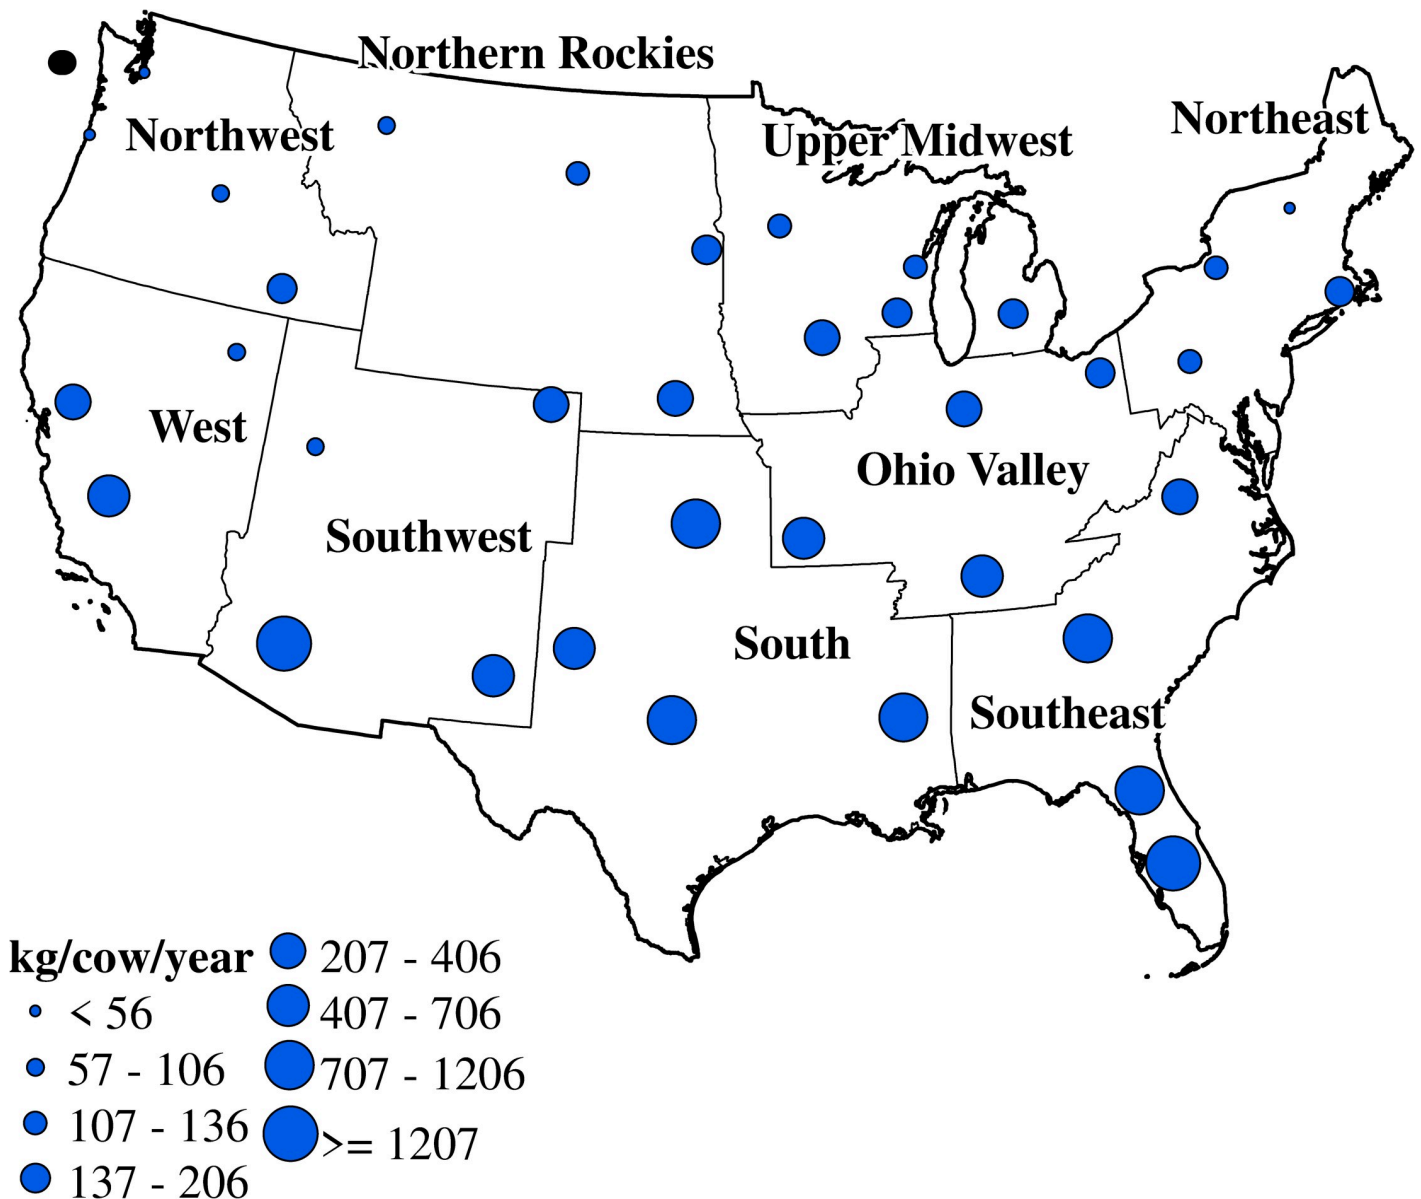 Northern Rockies
Northeast
Northwest
Upper Midwest
West
Ohio Valley
Southwest
South
Southeast
kg/cow/year
< 56
57 - 106
107 - 136
137 - 206
207 - 406
407 - 706
707 - 1206
>= 1207